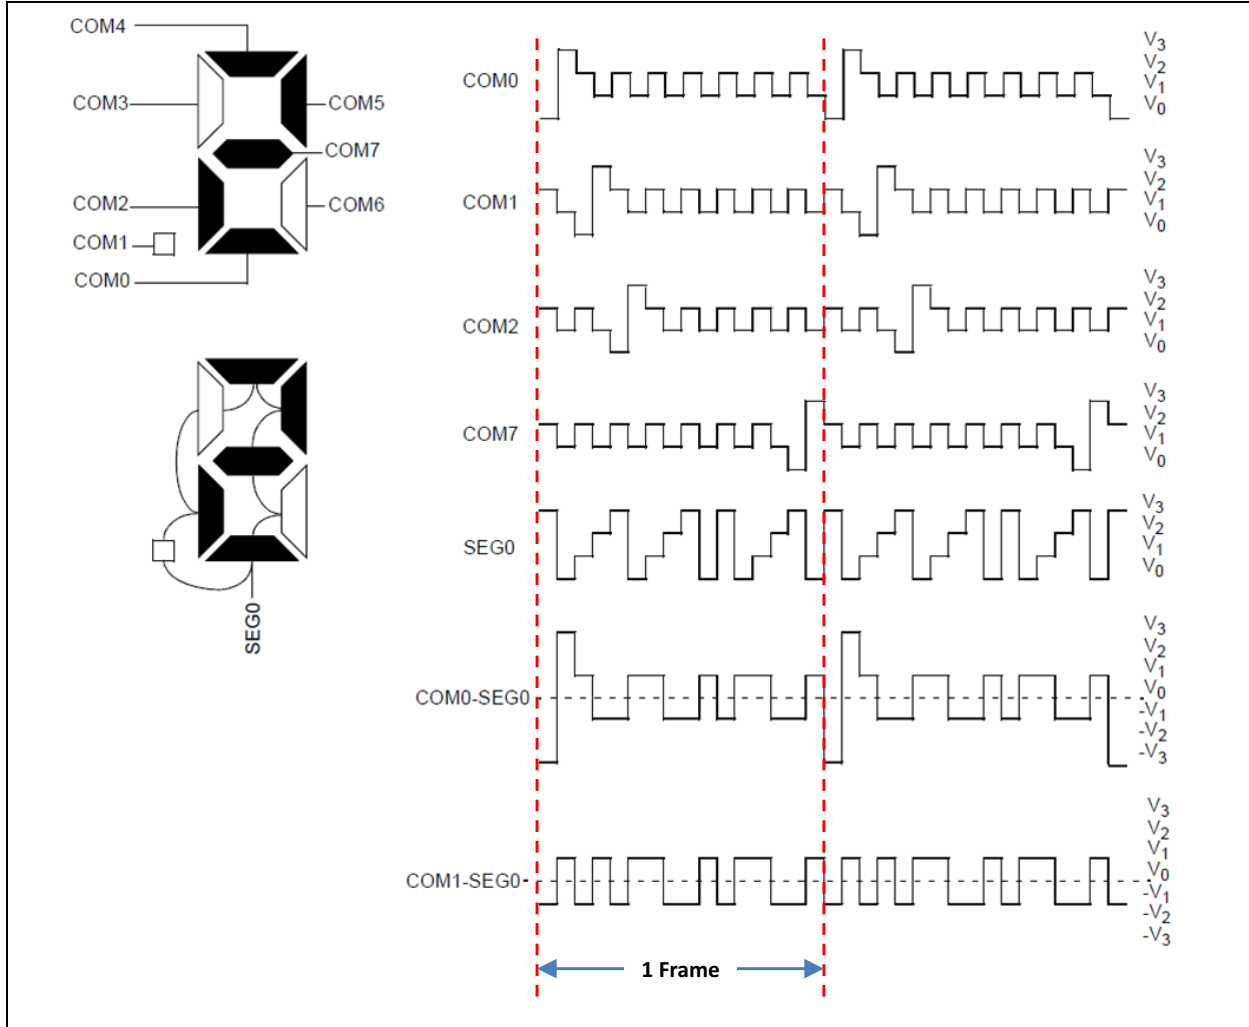 COM4
COM3
COM5
COM7
COM2
COM6
COM1
COM0
SEG0
COM0
V3
V2
V1
V0
COM1
V3
V2
V1
V0
COM2
V3
V2
V1
V0
COM7
V3
V2
V1
V0
SEG0
V3
V2
V1
V0
COM0-SEG0
V3
V2
V1
V0
-V1
-V2
-V3
COM1-SEG0
V3
V2
V1
V0
-V1
-V2
-V3
1 Frame